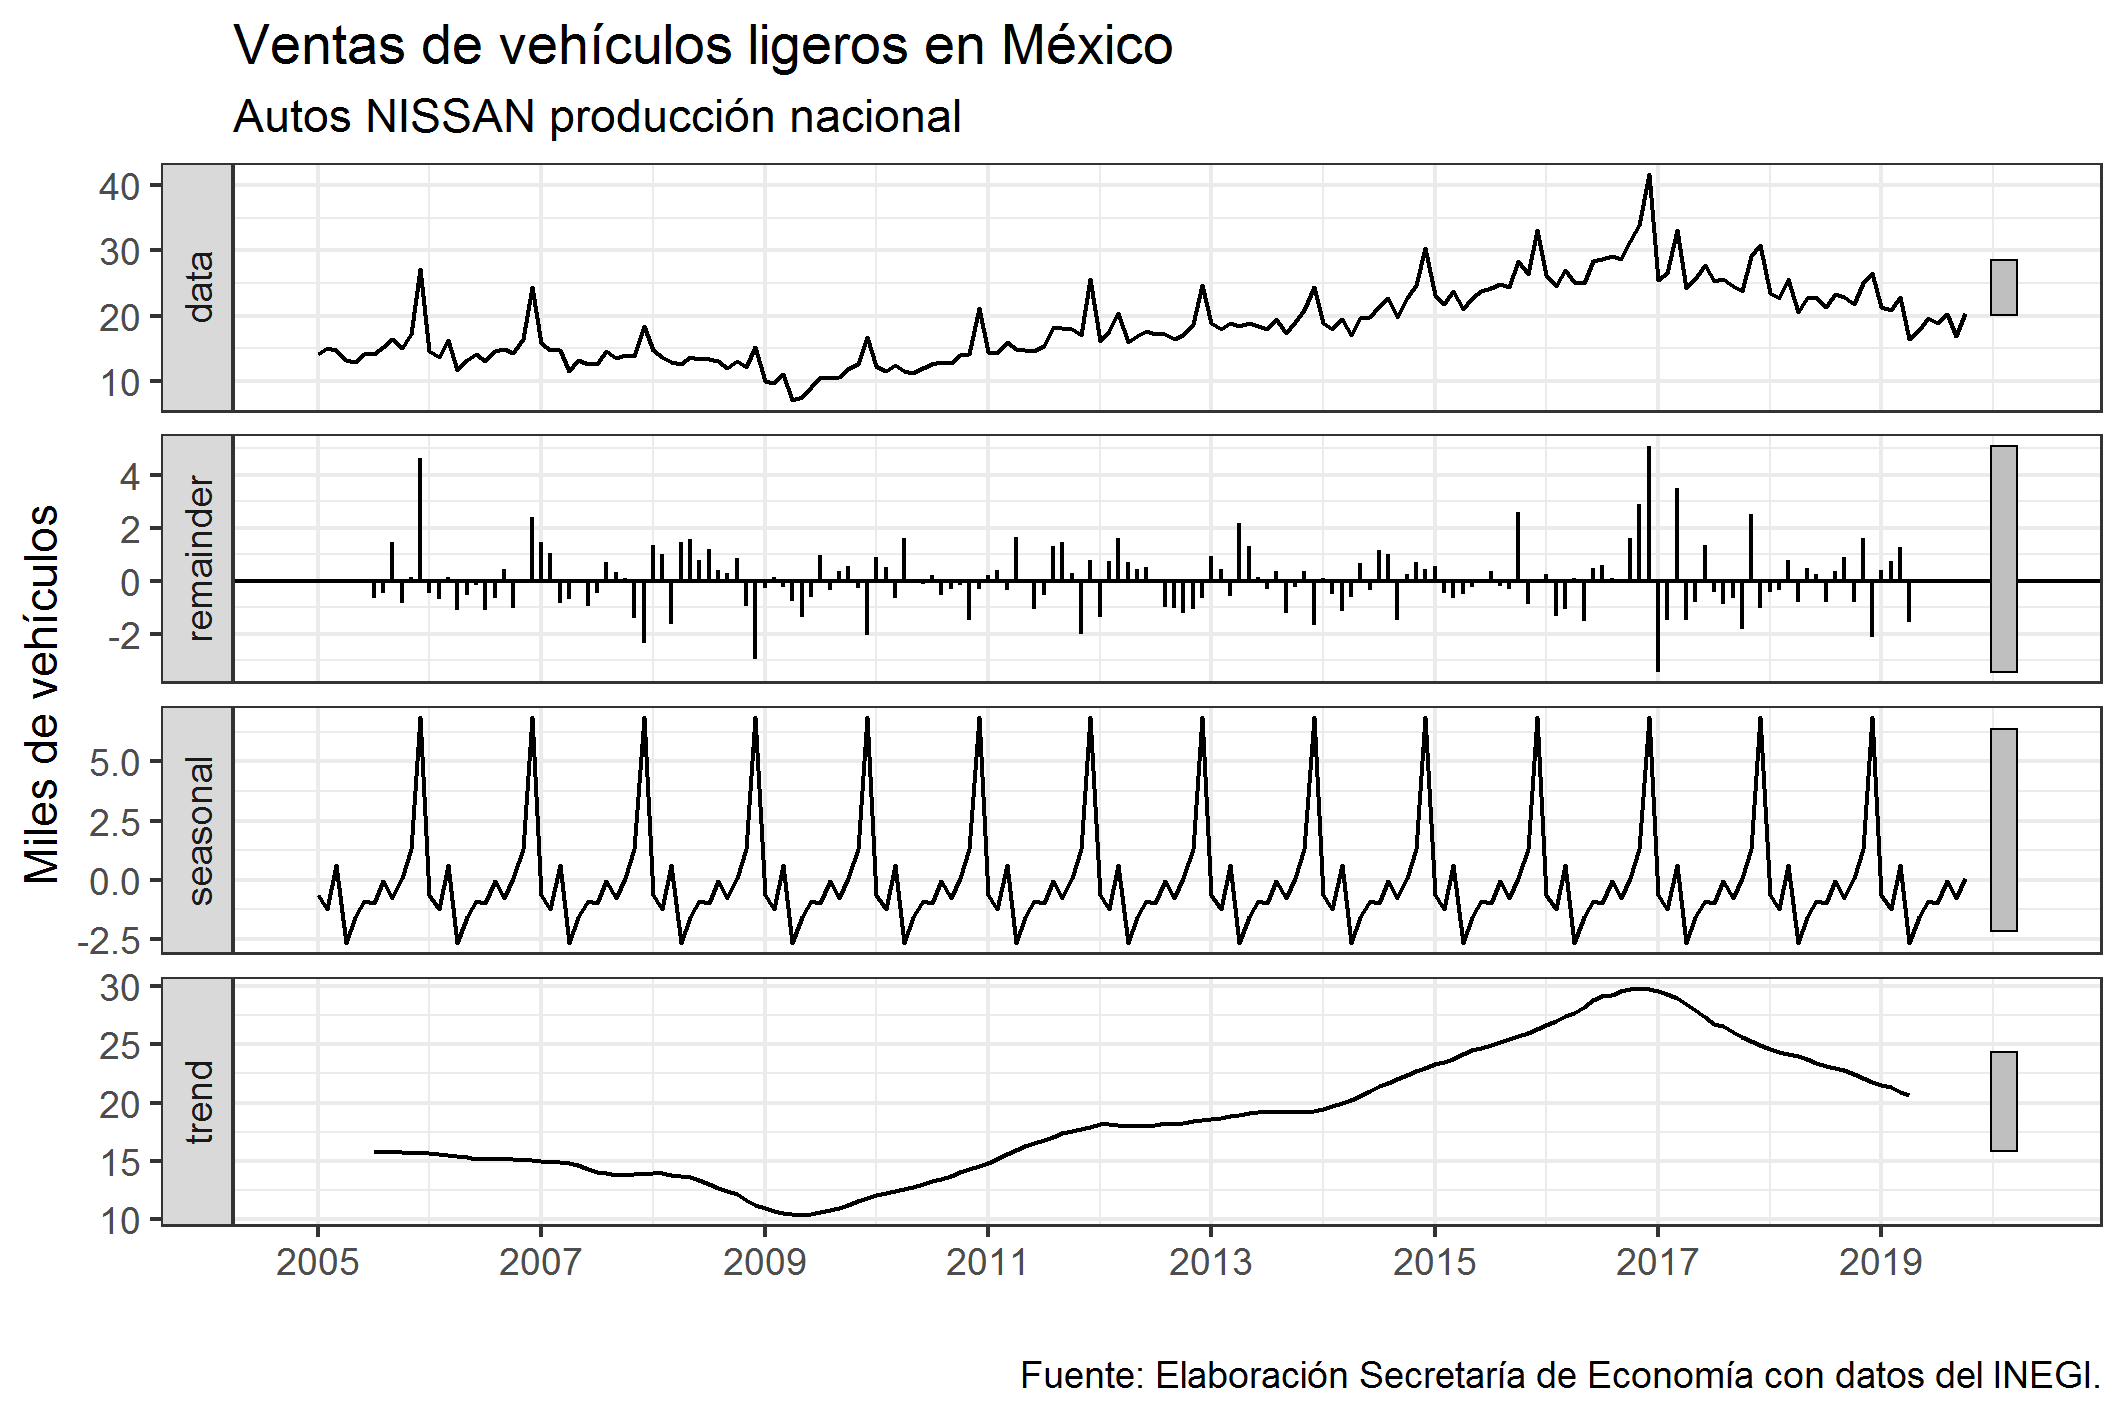 Ventas de vehículos ligeros en México
Autos NISSAN producción nacional
Miles de vehículos
data
40
30
20
10
remainder
4
2
0
-2
seasonal
5.0
2.5
0.0
-2.5
trend
30
25
20
15
10
2005 2007 2009 2011 2013 2015 2017 2019
Fuente: Elaboración Secretaría de Economía con datos del INEGI.